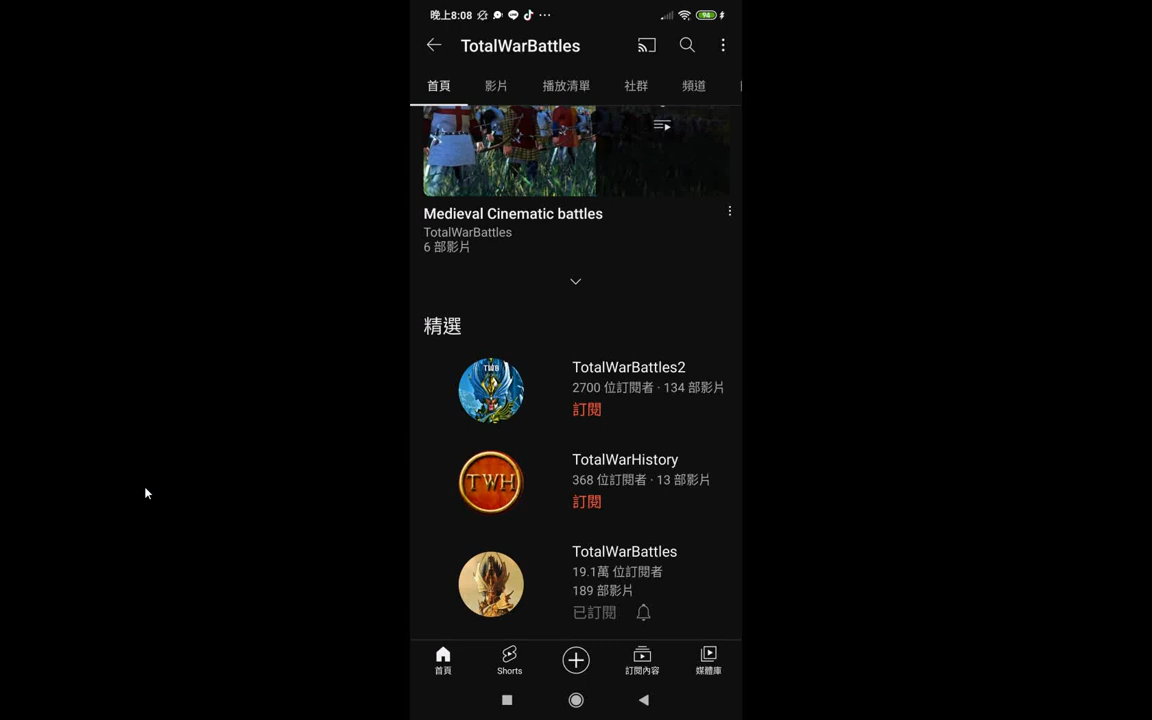 晚上8:08
94
TotalWarBattles
首頁 影片 播放清單 社群 頻道
Medieval Cinematic battles
TotalWarBattles
6 部影片
精選
TWB
TotalWarBattles2
2700 位訂閱者 · 134 部影片
訂閱
TWH
TotalWarHistory
368 位訂閱者 · 13 部影片
訂閱
TotalWarBattles
19.1萬 位訂閱者
189 部影片
已訂閱
首頁 Shorts 訂閱內容 媒體庫